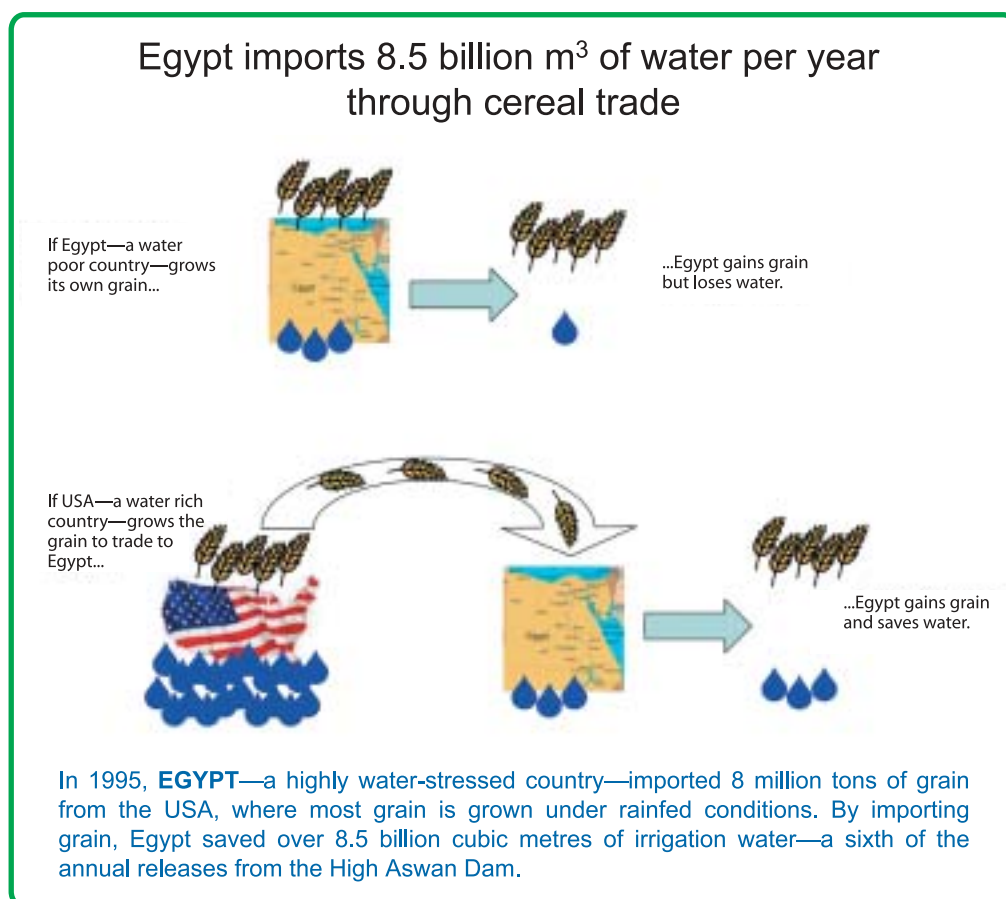 Egypt imports 8.5 billion m³ of water per year
through cereal trade
If Egypt—a water
poor country—grows
its own grain...
...Egypt gains grain
but loses water.
If USA—a water rich
country—grows the
grain to trade to
Egypt...
...Egypt gains grain
and saves water.
In 1995, EGYPT—a highly water-stressed country—imported 8 million tons of grain
from the USA, where most grain is grown under rainfed conditions. By importing
grain, Egypt saved over 8.5 billion cubic metres of irrigation water—a sixth of the
annual releases from the High Aswan Dam.